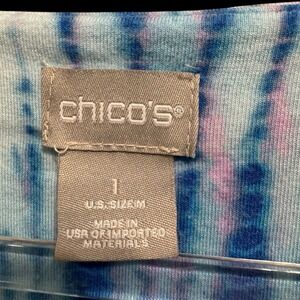 chico's®
1
U.S. SIZE M
MADE IN
USA OF IMPORTED
MATERIALS